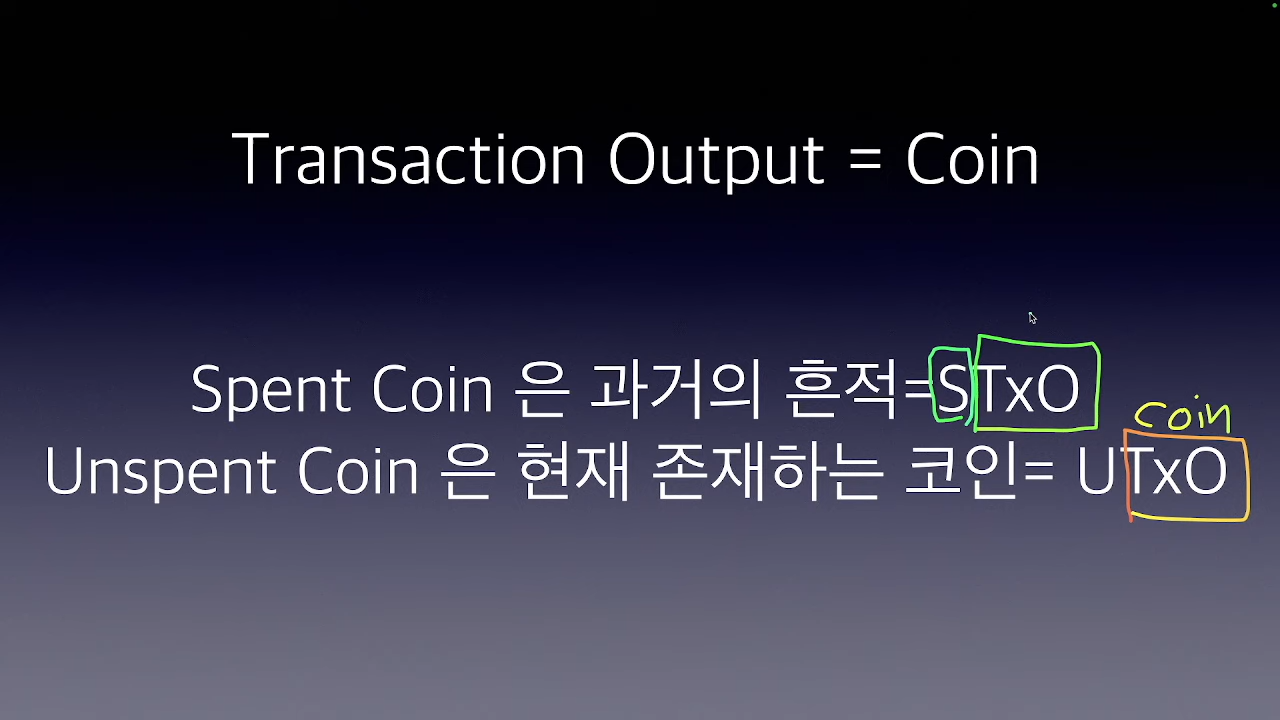 Transaction Output = Coin
Spent Coin 은 과거의 흔적=STxO
coin
Unspent Coin 은 현재 존재하는 코인= UTxO